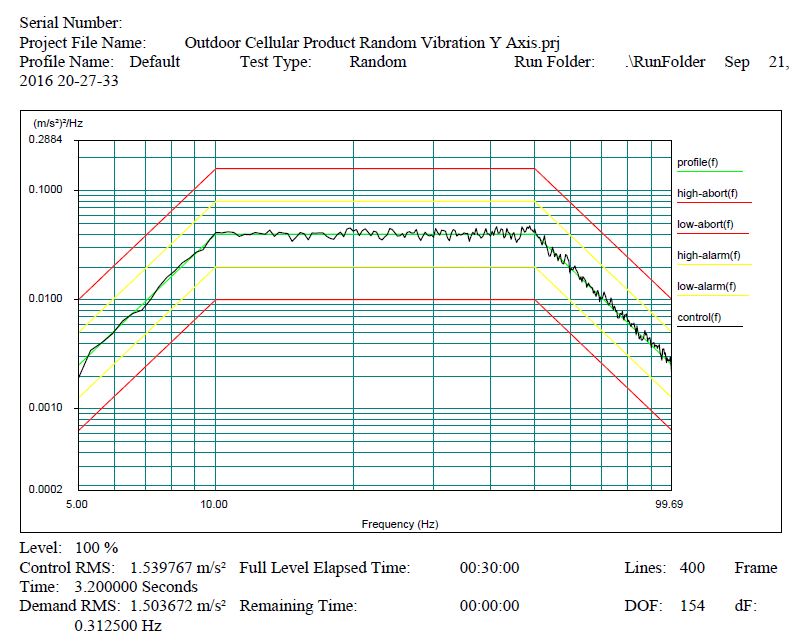 Serial Number:
Project File Name: Outdoor Cellular Product Random Vibration Y Axis.prj
Profile Name: Default Test Type: Random Run Folder: .\RunFolder Sep 21,
2016 20-27-33
(m/s²)²/Hz
0.2884
0.1000
0.0100
0.0010
0.0002
5.00 10.00 99.69
Frequency (Hz)
profile(f)
high-abort(f)
low-abort(f)
high-alarm(f)
low-alarm(f)
control(f)
Level: 100 %
Control RMS: 1.539767 m/s² Full Level Elapsed Time: 00:30:00 Lines: 400 Frame
Time: 3.200000 Seconds
Demand RMS: 1.503672 m/s² Remaining Time: 00:00:00 DOF: 154 dF:
0.312500 Hz